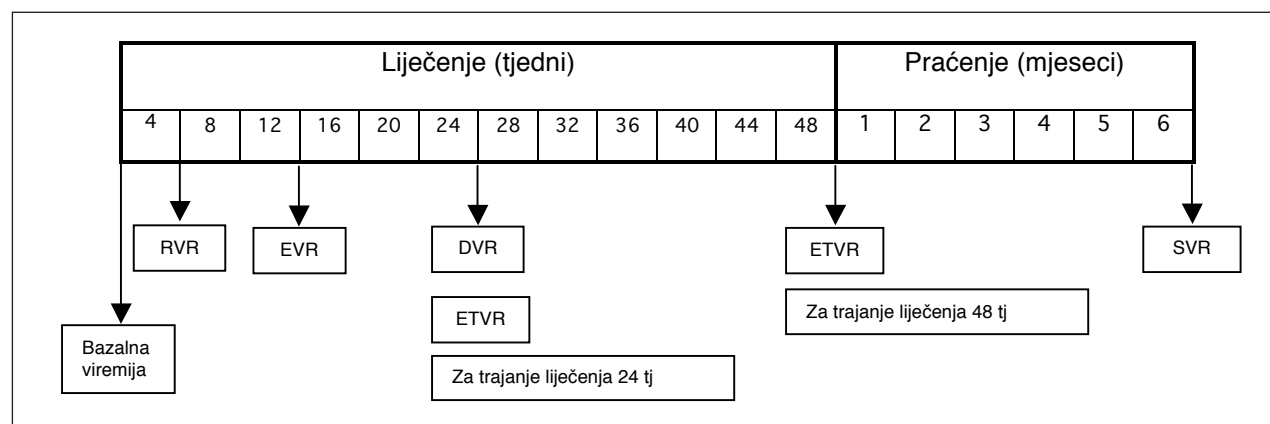 Liječenje (tjedni) Praćenje (mjeseci)
4 8 12 16 20 24 28 32 36 40 44 48 1 2 3 4 5 6
RVR EVR DVR ETVR SVR
Za trajanje liječenja 48 tj
ETVR
Bazalna
viremija
Za trajanje liječenja 24 tj